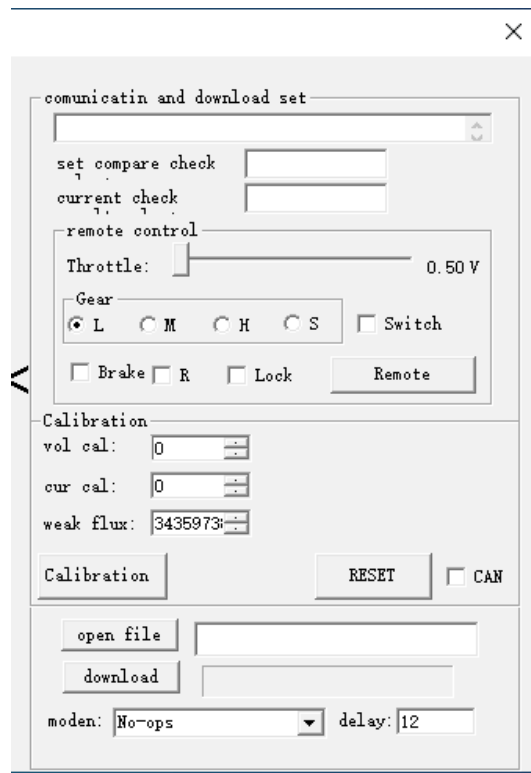 comunicatin and download set
set compare check
current check
remote control
Throttle: 0.50 V
Gear
L M H S Switch
Brake R Lock Remote
Calibration
vol cal: 0
cur cal: 0
weak flux: 3435973
Calibration RESET CAN
open file
download
moden: No-ops delay: 12